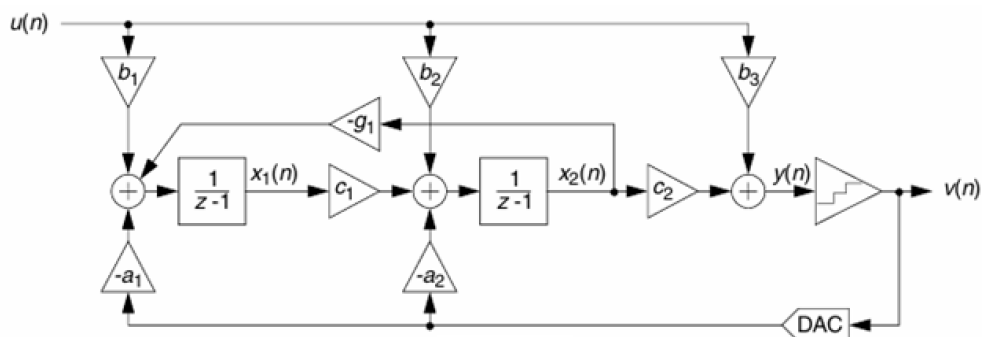 u(n)
b1
b2
b3
-g1
1
z -1
x1(n)
c1
1
z -1
x2(n)
c2
y(n)
v(n)
-a1
-a2
DAC